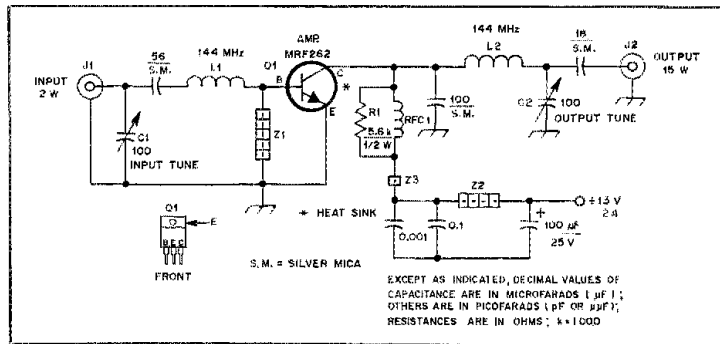 AMP.
MRF262
144 MHz
L2
18
S.M.
J2
OUTPUT
15 W
J1
INPUT
2 W
56
S.M.
144 MHz
L1
Q1
B
C
*
E
C1
100
INPUT TUNE
Z1
R1
5.6 k
1/2 W
RFC1
100
S.M.
C2
100
OUTPUT TUNE
Z3
Z2
+13 V
2 A
0.001
0.1
+
100 µF
25 V
Q1
E
B E C
FRONT
* HEAT SINK
S.M. = SILVER MICA
EXCEPT AS INDICATED, DECIMAL VALUES OF
CAPACITANCE ARE IN MICROFARADS ( µF ) ;
OTHERS ARE IN PICOFARADS ( pF OR µµF);
RESISTANCES ARE IN OHMS ; k=1000